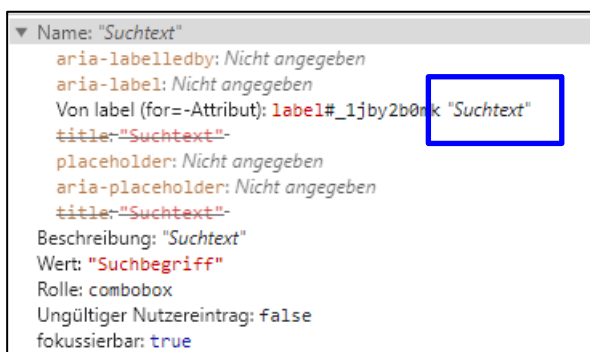 ▼ Name: "Suchtext"
aria-labelledby: Nicht angegeben
aria-label: Nicht angegeben
Von label (for=-Attribut): label#_1jby2b0mk "Suchtext"
title: "Suchtext"
placeholder: Nicht angegeben
aria-placeholder: Nicht angegeben
title: "Suchtext"
Beschreibung: "Suchtext"
Wert: "Suchbegriff"
Rolle: combobox
Ungültiger Nutzereintrag: false
fokussierbar: true